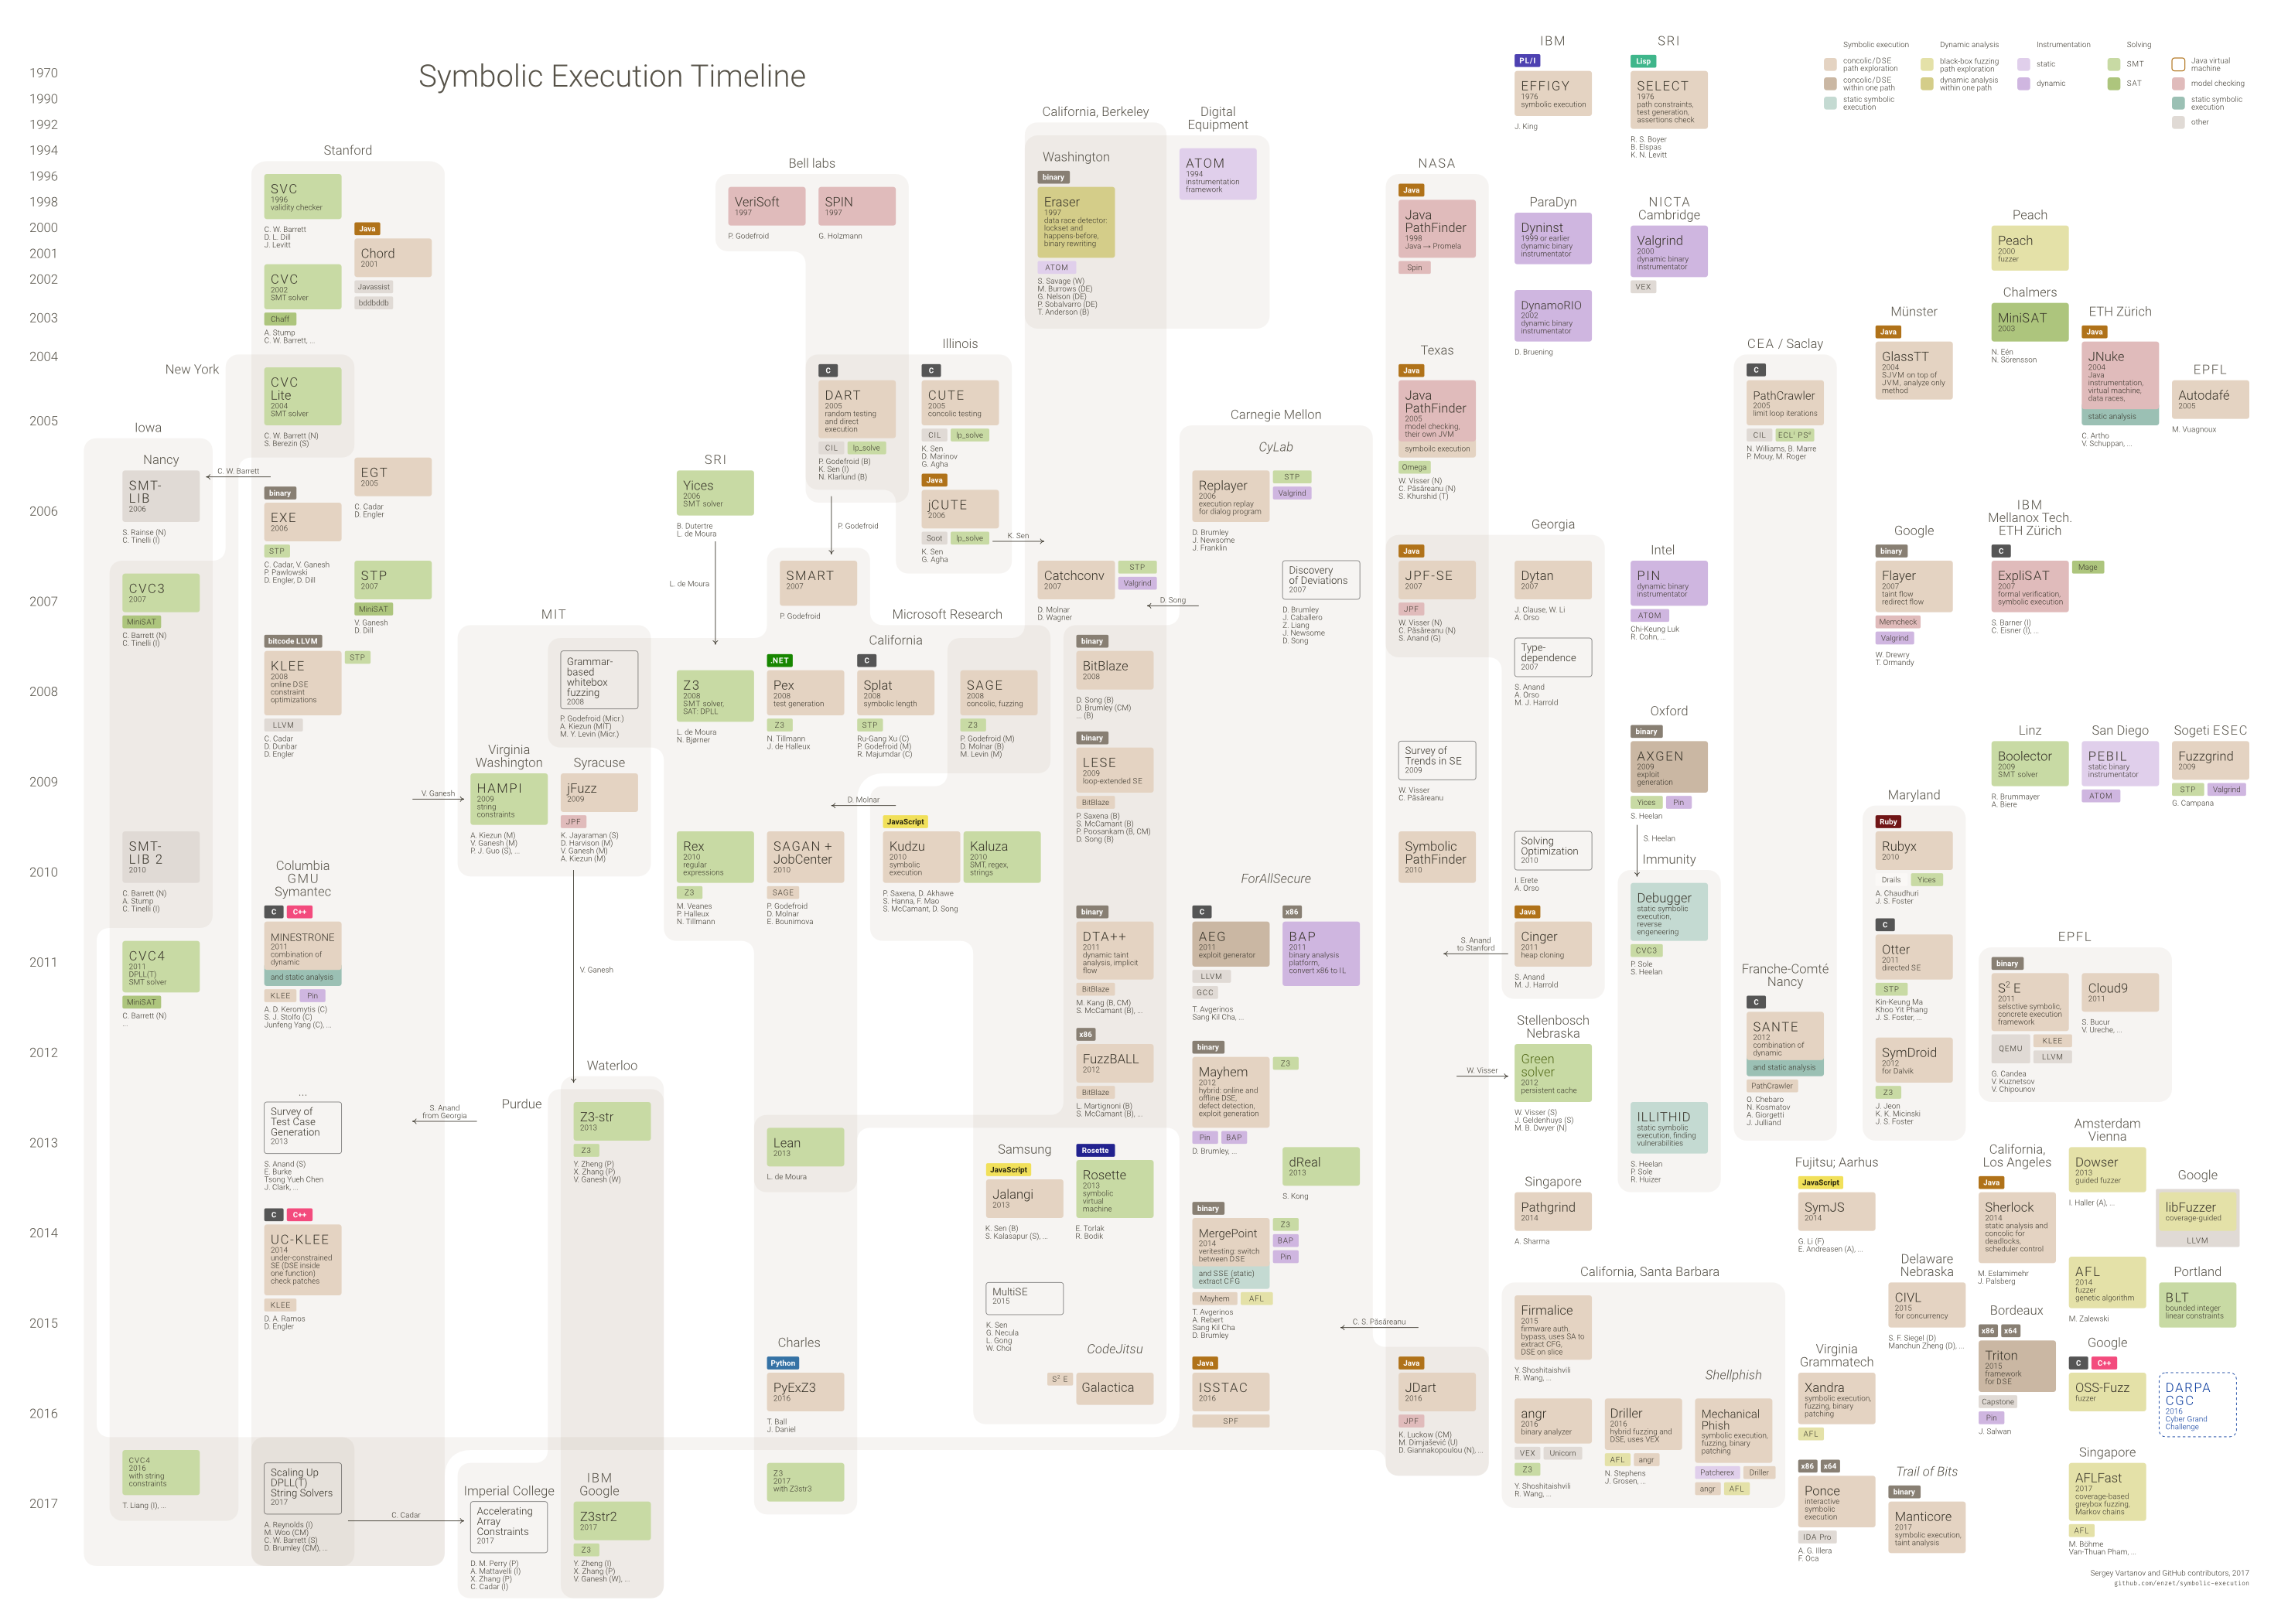 Symbolic Execution Timeline
1970
1990
1992
1994
1996
1998
2000
2001
2002
2003
2004
2005
2006
2007
2008
2009
2010
2011
2012
2013
2014
2015
2016
2017
Symbolic execution
concolic/DSE
path exploration
concolic/DSE
within one path
static symbolic
execution
Dynamic analysis
black-box fuzzing
path exploration
dynamic analysis
within one path
Instrumentation
static
dynamic
Solving
SMT
SAT
Java virtual
machine
model checking
static symbolic
execution
other
IBM
PL/I
EFFIGY
1976
symbolic execution
J. King
SRI
Lisp
SELECT
1976
path constraints,
test generation,
assertions check
R. S. Boyer
B. Elspas
K. N. Levitt
Stanford
SVC
1996
validity checker
C. W. Barrett
D. L. Dill
J. Levitt
Java
Chord
2001
Javassist
bddbddb
CVC
2002
SMT solver
Chaff
A. Stump
C. W. Barrett, ...
New York
CVC
Lite
2004
SMT solver
C. W. Barrett (N)
S. Berezin (S)
Iowa
Nancy
C. W. Barrett
SMT-
LIB
2006
S. Rainse (N)
C. Tinelli (I)
EGT
2005
C. Cadar
D. Engler
binary
EXE
2006
STP
C. Cadar, V. Ganesh
P. Pawlowski
D. Engler, D. Dill
STP
2007
MiniSAT
V. Ganesh
D. Dill
CVC3
2007
MiniSAT
C. Barrett (N)
C. Tinelli (I)
bitcode LLVM
KLEE
2008
online DSE
constraint
optimizations
STP
LLVM
C. Cadar
D. Dunbar
D. Engler
SMT-
LIB 2
2010
C. Barrett (N)
A. Stump
C. Tinelli (I)
Columbia
GMU
Symantec
C
C++
MINESTRONE
2011
combination of
dynamic
and static analysis
KLEE
Pin
A. D. Keromytis (C)
S. J. Stolfo (C)
Junfeng Yang (C), ...
CVC4
2011
DPLL(T)
SMT solver
MiniSAT
C. Barrett (N)
...
...
Survey of
Test Case
Generation
2013
S. Anand (S)
E. Burke
Tsong Yueh Chen
J. Clark, ...
S. Anand
from Georgia
C
C++
UC-KLEE
2014
under-constrained
SE (DSE inside
one function)
check patches
KLEE
D. A. Ramos
D. Engler
CVC4
2016
with string
constraints
T. Liang (I), ...
Scaling Up
DPLL(T)
String Solvers
2017
A. Reynolds (I)
M. Woo (CM)
C. W. Barrett (S)
D. Brumley (CM), ...
C. Cadar
Imperial College
Accelerating
Array
Constraints
2017
D. M. Perry (P)
A. Mattavelli (I)
X. Zhang (P)
C. Cadar (I)
IBM
Google
Z3str2
2017
Z3
Y. Zheng (I)
X. Zhang (P)
V. Ganesh (W), ...
MIT
Grammar-
based
whitebox
fuzzing
2008
P. Godefroid (Micr.)
A. Kiezun (MIT)
M. Y. Levin (Micr.)
Virginia
Washington
V. Ganesh
HAMPI
2009
string
constraints
A. Kiezun (M)
V. Ganesh (M)
P. J. Guo (S), ...
Syracuse
jFuzz
2009
JPF
K. Jayaraman (S)
D. Harvison (M)
V. Ganesh (M)
A. Kiezun (M)
V. Ganesh
Waterloo
Purdue
Z3-str
2013
Z3
Y. Zheng (P)
X. Zhang (P)
V. Ganesh (W)
Bell labs
VeriSoft
1997
P. Godefroid
SPIN
1997
G. Holzmann
Illinois
C
DART
2005
random testing
and direct
execution
CIL
lp_solve
P. Godefroid (B)
K. Sen (I)
N. Klarlund (B)
C
CUTE
2005
concolic testing
CIL
lp_solve
K. Sen
D. Marinov
G. Agha
Java
jCUTE
2006
Soot
lp_solve
K. Sen
G. Agha
K. Sen
SRI
Yices
2006
SMT solver
B. Dutertre
L. de Moura
L. de Moura
P. Godefroid
SMART
2007
P. Godefroid
Microsoft Research
California
Z3
2008
SMT solver,
SAT: DPLL
L. de Moura
N. Bjørner
.NET
Pex
2008
test generation
Z3
N. Tillmann
J. de Halleux
C
Splat
2008
symbolic length
STP
Ru-Gang Xu (C)
P. Godefroid (M)
R. Majumdar (C)
SAGE
2008
concolic, fuzzing
Z3
P. Godefroid (M)
D. Molnar (B)
M. Levin (M)
D. Molnar
Rex
2010
regular
expressions
Z3
M. Veanes
P. Halleux
N. Tillmann
SAGAN +
JobCenter
2010
SAGE
P. Godefroid
D. Molnar
E. Bounimova
JavaScript
Kudzu
2010
symbolic
execution
Kaluza
2010
SMT, regex,
strings
P. Saxena, D. Akhawe
S. Hanna, F. Mao
S. McCamant, D. Song
Lean
2013
L. de Moura
Charles
Python
PyExZ3
2016
T. Ball
J. Daniel
Z3
2017
with Z3str3
California, Berkeley
Washington
binary
Eraser
1997
data race detector:
lockset and
happens-before,
binary rewriting
ATOM
S. Savage (W)
M. Burrows (DE)
G. Nelson (DE)
P. Sobalvarro (DE)
T. Anderson (B)
Digital
Equipment
ATOM
1994
instrumentation
framework
Catchconv
2007
STP
Valgrind
D. Molnar
D. Wagner
D. Song
binary
BitBlaze
2008
D. Song (B)
D. Brumley (CM)
... (B)
binary
LESE
2009
loop-extended SE
BitBlaze
P. Saxena (B)
S. McCamant (B)
P. Poosankam (B, CM)
D. Song (B)
binary
DTA++
2011
dynamic taint
analysis, implicit
flow
BitBlaze
M. Kang (B, CM)
S. McCamant (B), ...
x86
FuzzBALL
2012
BitBlaze
L. Martignoni (B)
S. McCamant (B), ...
Samsung
JavaScript
Jalangi
2013
K. Sen (B)
S. Kalasapur (S), ...
Rosette
Rosette
2013
symbolic
virtual
machine
E. Torlak
R. Bodik
MultiSE
2015
K. Sen
G. Necula
L. Gong
W. Choi
CodeJitsu
S² E
Galactica
Carnegie Mellon
CyLab
Replayer
2006
execution replay
for dialog program
STP
Valgrind
D. Brumley
J. Newsome
J. Franklin
Discovery
of Deviations
2007
D. Brumley
J. Caballero
Z. Liang
J. Newsome
D. Song
ForAllSecure
C
AEG
2011
exploit generator
LLVM
GCC
T. Avgerinos
Sang Kil Cha, ...
x86
BAP
2011
binary analysis
platform,
convert x86 to IL
binary
Mayhem
2012
hybrid: online and
offline DSE,
defect detection,
exploit generation
Z3
Pin
BAP
D. Brumley, ...
dReal
2013
S. Kong
binary
MergePoint
2014
veritesting: switch
between DSE
and SSE (static)
extract CFG
Z3
BAP
Pin
Mayhem
AFL
T. Avgerinos
A. Rebert
Sang Kil Cha
D. Brumley
C. S. Păsăreanu
Java
ISSTAC
2016
SPF
NASA
Java
Java
PathFinder
1998
Java → Promela
Spin
Texas
Java
Java
PathFinder
2005
model checking,
their own JVM
symboilc execution
Omega
W. Visser (N)
C. Păsăreanu (N)
S. Khurshid (T)
Java
JPF-SE
2007
JPF
W. Visser (N)
C. Păsăreanu (N)
S. Anand (G)
Survey of
Trends in SE
2009
W. Visser
C. Păsăreanu
Symbolic
PathFinder
2010
S. Anand
to Stanford
W. Visser
Java
JDart
2016
JPF
K. Luckow (CM)
M. Dimjašević (U)
D. Giannakopoulou (N), ...
ParaDyn
Dyninst
1999 or earlier
dynamic binary
instrumentator
DynamoRIO
2002
dynamic binary
instrumentator
D. Bruening
NICTA
Cambridge
Valgrind
2000
dynamic binary
instrumentator
VEX
Georgia
Dytan
2007
J. Clause, W. Li
A. Orso
Type-
dependence
2007
S. Anand
A. Orso
M. J. Harrold
Solving
Optimization
2010
I. Erete
A. Orso
Java
Cinger
2011
heap cloning
S. Anand
M. J. Harrold
Stellenbosch
Nebraska
Green
solver
2012
persistent cache
W. Visser (S)
J. Geldenhuys (S)
M. B. Dwyer (N)
Singapore
Pathgrind
2014
A. Sharma
Intel
PIN
dynamic binary
instrumentator
ATOM
Chi-Keung Luk
R. Cohn, ...
Oxford
binary
AXGEN
2009
exploit
generation
Yices
Pin
S. Heelan
S. Heelan
Immunity
Debugger
static symbolic
execution,
reverse
engeneering
CVC3
P. Sole
S. Heelan
ILLITHID
static symbolic
execution, finding
vulnerabilities
S. Heelan
P. Sole
R. Huizer
California, Santa Barbara
Firmalice
2015
firmware auth.
bypass, uses SA to
extract CFG,
DSE on slice
Y. Shoshitaishvili
R. Wang, ...
angr
2016
binary analyzer
VEX
Unicorn
Z3
Y. Shoshitaishvili
R. Wang, ...
Driller
2016
hybrid fuzzing and
DSE, uses VEX
AFL
angr
N. Stephens
J. Grosen, ...
Shellphish
Mechanical
Phish
symbolic execution,
fuzzing, binary
patching
Patcherex
Driller
angr
AFL
CEA / Saclay
C
PathCrawler
2005
limit loop iterations
CIL
N. Williams, B. Marre
P. Mouy, M. Roger
Franche-Comté
Nancy
C
SANTE
2012
combination of
dynamic
and static analysis
PathCrawler
O. Chebaro
N. Kosmatov
A. Giorgetti
J. Julliand
Münster
Java
GlassTT
2004
SJVM on top of
JVM, analyze only
method
Google
binary
Flayer
2007
taint flow
redirect flow
Memcheck
Valgrind
W. Drewry
T. Ormandy
Maryland
Ruby
Rubyx
2010
Drails
Yices
A. Chaudhuri
J. S. Foster
C
Otter
2011
directed SE
STP
Kin-Keung Ma
Khoo Yit Phang
J. S. Foster, ...
SymDroid
2012
for Dalvik
Z3
J. Jeon
K. K. Micinski
J. S. Foster
Fujitsu; Aarhus
JavaScript
SymJS
2014
G. Li (F)
E. Andreasen (A), ...
Delaware
Nebraska
CIVL
2015
for concurrency
S. F. Siegel (D)
Manchun Zheng (D), ...
Virginia
Grammatech
Xandra
symbolic execution,
fuzzing, binary
patching
AFL
x86
x64
Ponce
interactive
symbolic
execution
IDA Pro
A. G. Illera
F. Oca
Trail of Bits
binary
Manticore
2017
symbolic execution,
taint analysis
Peach
Peach
2000
fuzzer
Chalmers
MiniSAT
2003
N. Eén
N. Sörensson
ETH Zürich
Java
JNuke
2004
Java
instrumentation,
virtual machine,
data races,
static analysis
C. Artho
V. Schuppan, ...
EPFL
Autodafé
2005
M. Vuagnoux
IBM
Mellanox Tech.
ETH Zürich
C
ExpliSAT
formal verification,
symbolic execution
Mage
S. Barner (I)
C. Eisner (I), ...
Linz
Boolector
2009
SMT solver
R. Brummayer
A. Biere
San Diego
PEBIL
static binary
instrumentator
ATOM
Sogeti ESEC
Fuzzgrind
2009
STP
Valgrind
G. Campana
EPFL
binary
S² E
2011
selsctive symbolic,
concrete execution
framework
QEMU
KLEE
LLVM
G. Candea
V. Kuznetsov
V. Chipounov
Cloud9
2011
S. Bucur
V. Ureche, ...
California,
Los Angeles
Java
Sherlock
2014
static analysis and
concolic for
deadlocks,
scheduler control
M. Eslamimehr
J. Palsberg
Amsterdam
Vienna
Dowser
2013
guided fuzzer
I. Haller (A), ...
Google
libFuzzer
coverage-guided
LLVM
AFL
2014
fuzzer
genetic algorithm
M. Zalewski
Portland
BLT
bounded integer
linear constraints
Bordeaux
x86
x64
Triton
2015
framework
for DSE
Capstone
Pin
J. Salwan
Google
C
C++
OSS-Fuzz
fuzzer
DARPA
CGC
2016
Cyber Grand
Challenge
Singapore
AFLFast
2017
coverage-based
greybox fuzzing,
Markov chains
AFL
M. Böhme
Van-Thuan Pham, ...
Sergey Vartanov and GitHub contributors, 2017
github.com/enzet/symbolic-execution